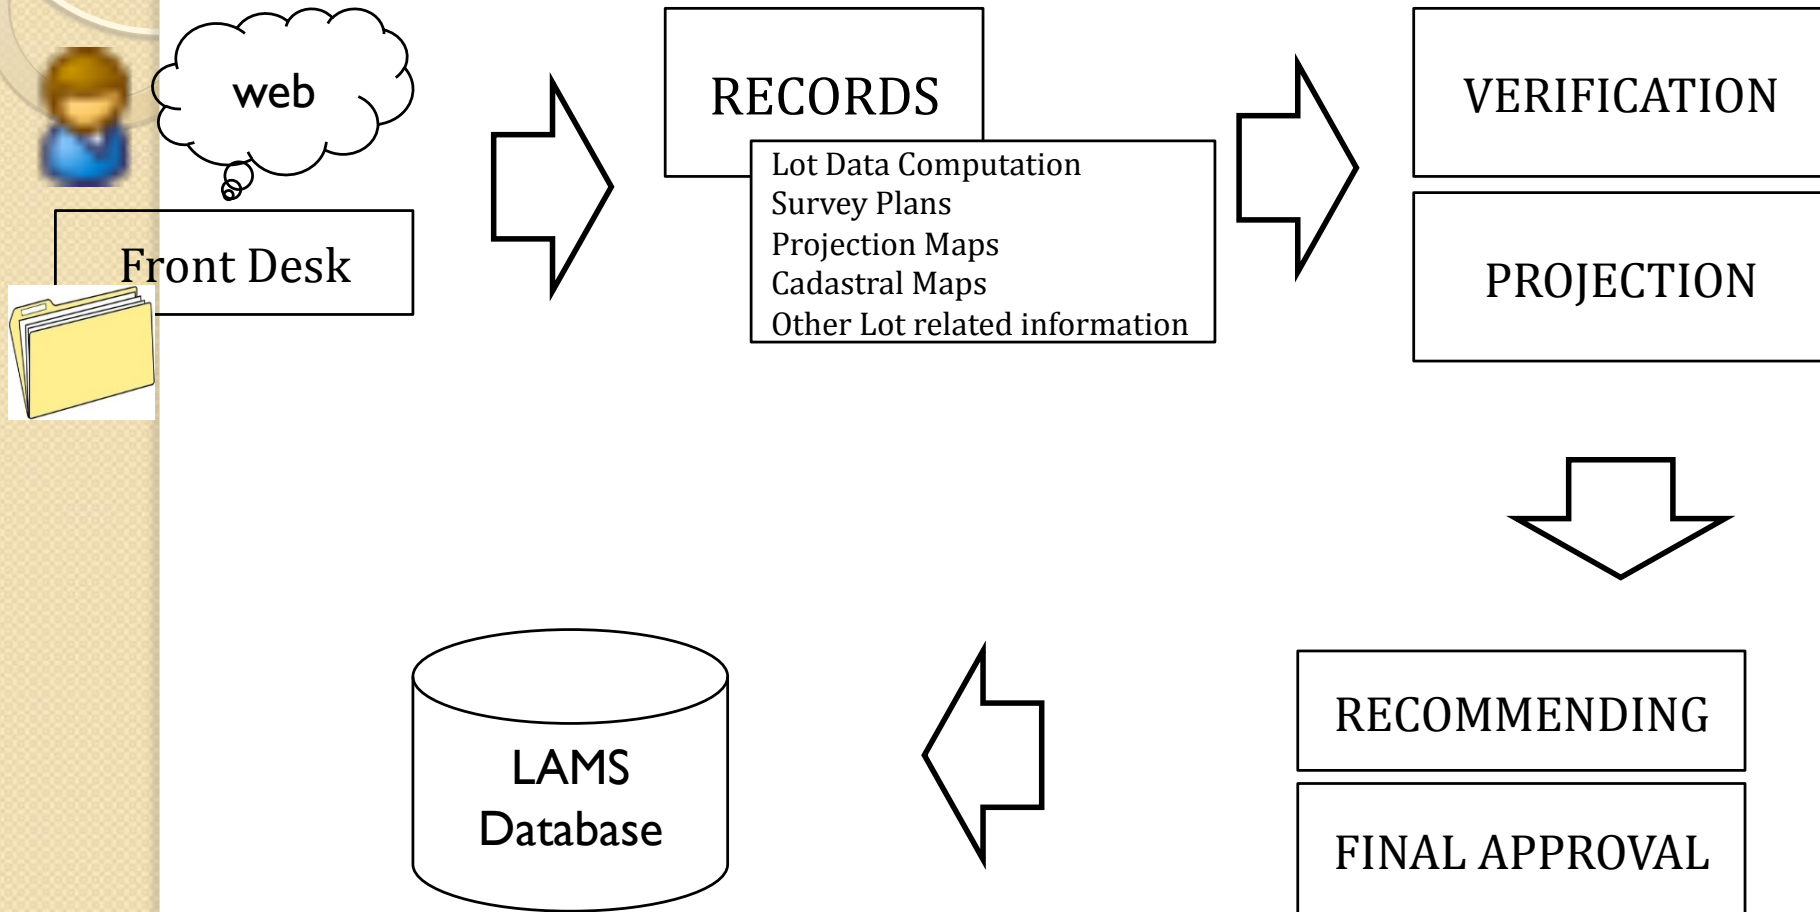 web
Front Desk
RECORDS
Lot Data Computation
Survey Plans
Projection Maps
Cadastral Maps
Other Lot related information
VERIFICATION
PROJECTION
RECOMMENDING
FINAL APPROVAL
LAMS
Database